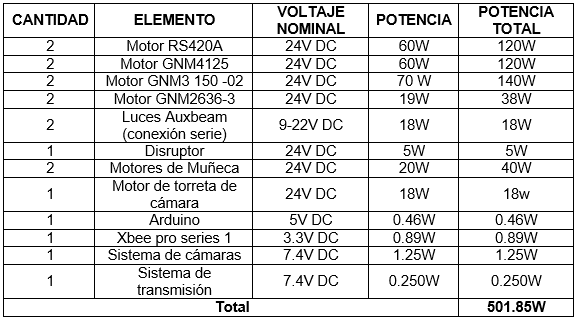 CANTIDAD ELEMENTO VOLTAJE NOMINAL POTENCIA POTENCIA TOTAL
2 Motor RS420A 24V DC 60W 120W
2 Motor GNM4125 24V DC 60W 120W
2 Motor GNM3 150 -02 24V DC 70 W 140W
2 Motor GNM2636-3 24V DC 19W 38W
2 Luces Auxbeam (conexión serie) 9-22V DC 18W 18W
1 Disruptor 24V DC 5W 5W
2 Motores de Muñeca 24V DC 20W 40W
1 Motor de torreta de cámara 24V DC 18W 18w
1 Arduino 5V DC 0.46W 0.46W
1 Xbee pro series 1 3.3V DC 0.89W 0.89W
1 Sistema de cámaras 7.4V DC 1.25W 1.25W
1 Sistema de transmisión 7.4V DC 0.250W 0.250W
Total 501.85W